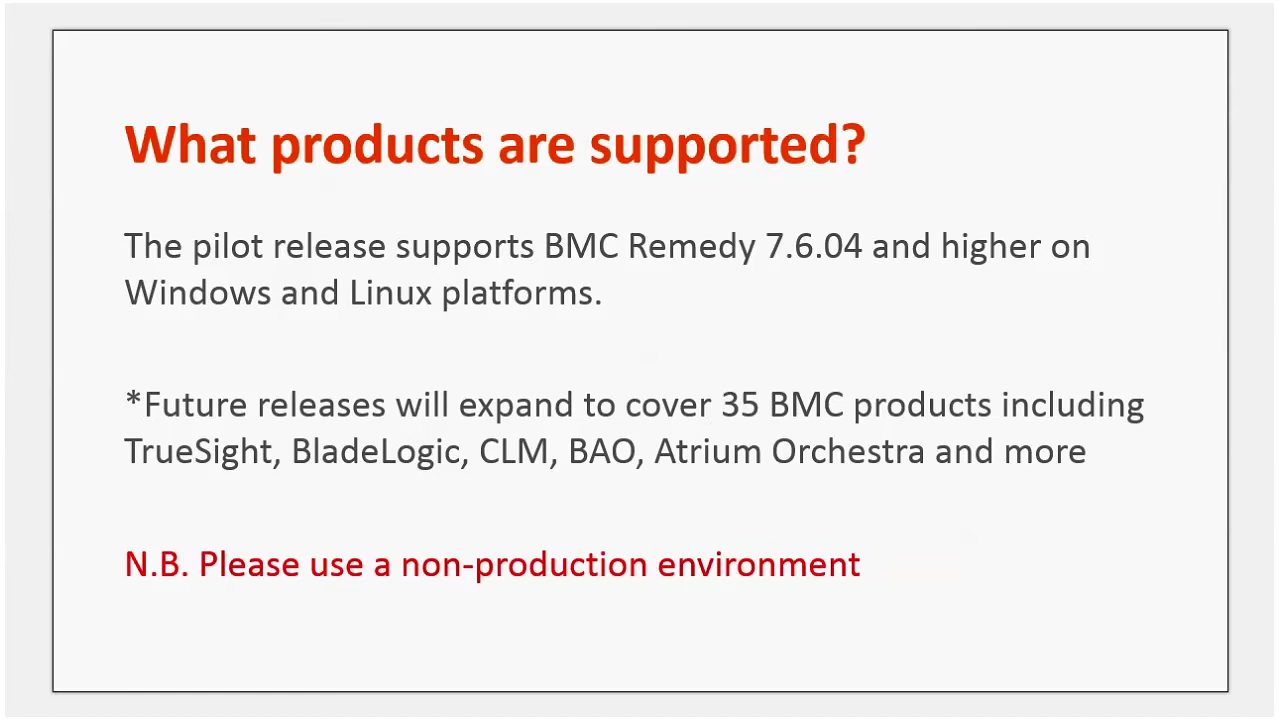 What products are supported?
The pilot release supports BMC Remedy 7.6.04 and higher on
Windows and Linux platforms.
*Future releases will expand to cover 35 BMC products including
TrueSight, BladeLogic, CLM, BAO, Atrium Orchestra and more
N.B. Please use a non-production environment